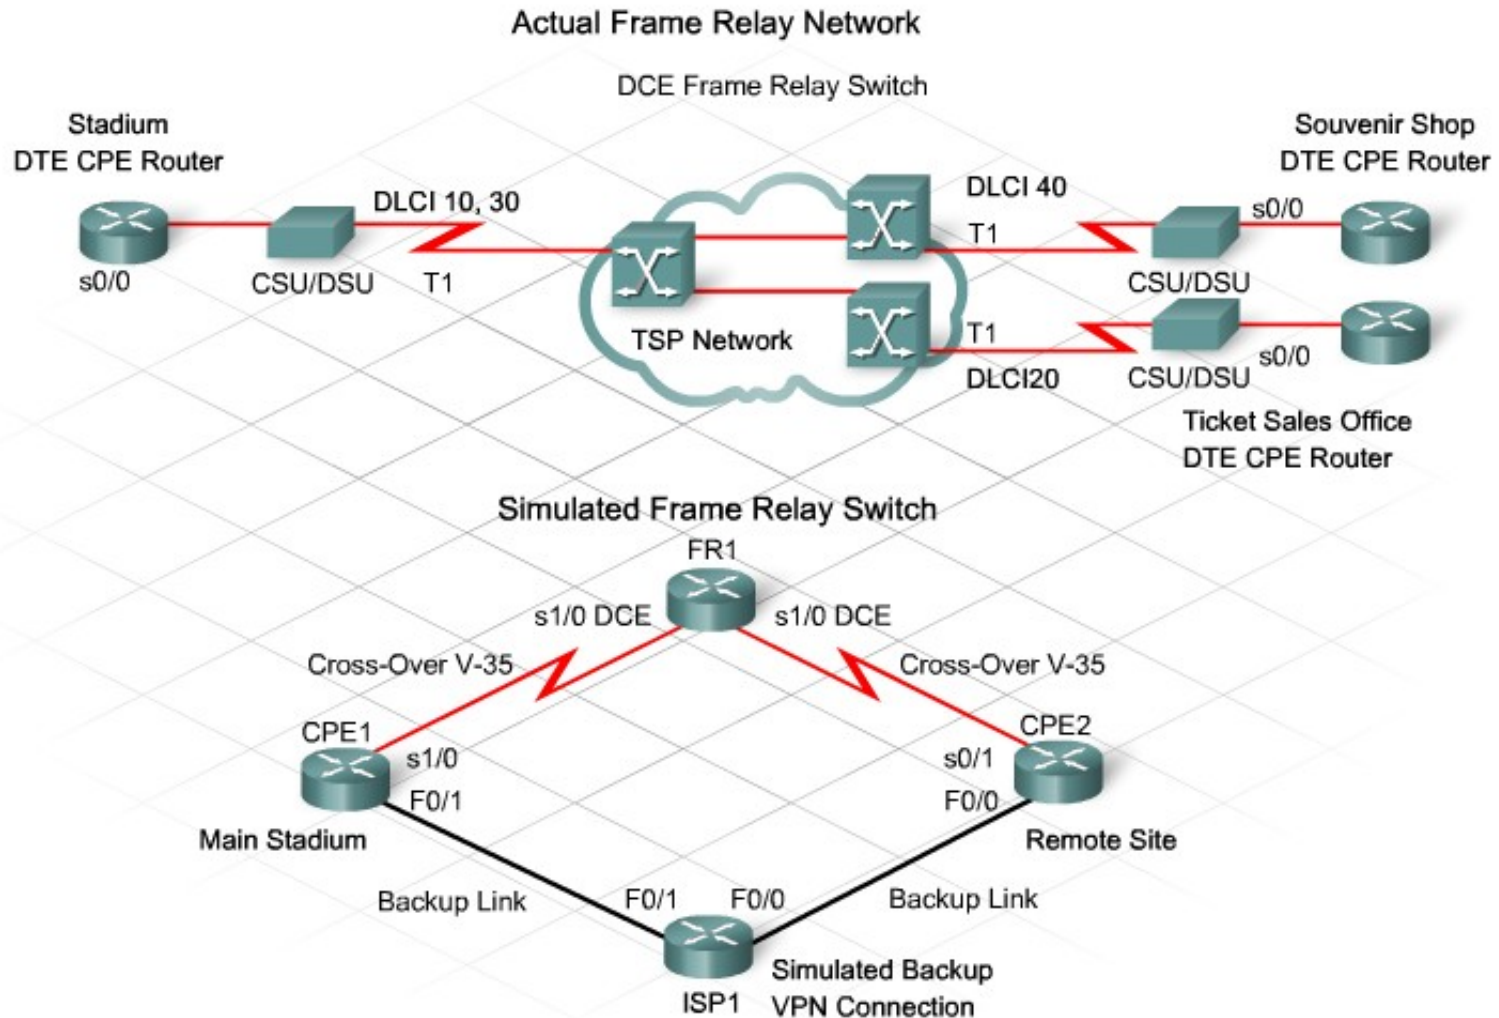 Actual Frame Relay Network
DCE Frame Relay Switch
Stadium
DTE CPE Router
Souvenir Shop
DTE CPE Router
DLCI 10, 30
DLCI 40
s0/0
T1
s0/0
CSU/DSU
T1
CSU/DSU
TSP Network
T1
s0/0
DLCI20
CSU/DSU
Ticket Sales Office
DTE CPE Router
Simulated Frame Relay Switch
FR1
s1/0 DCE
s1/0 DCE
Cross-Over V-35
Cross-Over V-35
CPE1
CPE2
s1/0
s0/1
F0/1
F0/0
Main Stadium
Remote Site
Backup Link
F0/1
F0/0
Backup Link
ISP1
Simulated Backup
VPN Connection